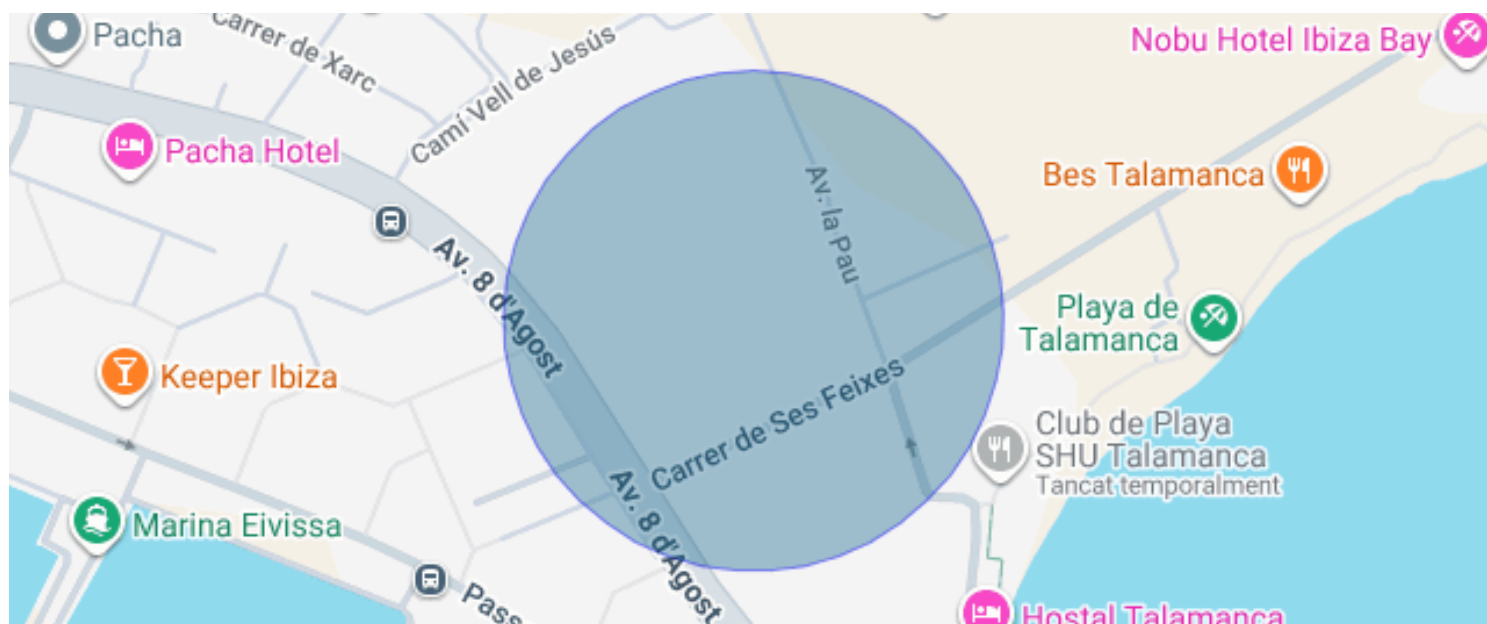 Pacha
Carrer de Xarc
Camí Vell de Jesús
Nobu Hotel Ibiza Bay
Pacha Hotel
Av. la Pau
Bes Talamanca
Av. 8 d'Agost
Playa de
Talamanca
Keeper Ibiza
Carrer de Ses Feixes
Club de Playa
SHU Talamanca
Tancat temporalment
Marina Eivissa
Av. 8 d'Agost
Hostal Talamanca